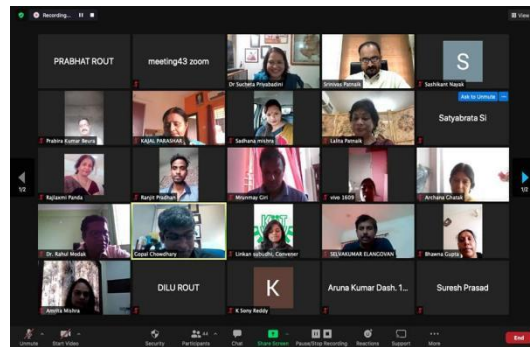 Recording...
View
PRABHAT ROUT
meeting43 zoom
Dr Sucheta Priyabadini
Srinivas Patnaik
S
Sashikant Nayak
Ask to Unmute
Prabira Kumar Beura
KAJAL PARASHAR
Sadhana mishra
Lalita Patnaik
Satyabrata Si
1/2
1/2
Rajlaxmi Panda
Ranjit Pradhan
Mrunmay Giri
vivo 1609
Archana Ghatak
Dr. Rahul Modak
Gopal Chowdhary
Linkan subudhi, Convener
SELVAKUMAR ELANGOVAN
Bhawna Gupta
Amrita Mishra
DILU ROUT
K
K Sony Reddy
Aruna Kumar Dash. 1...
Suresh Prasad
Unmute
Start Video
Security
Participants
Chat
Share Screen
Pause/Stop Recording
Reactions
Support
More
End